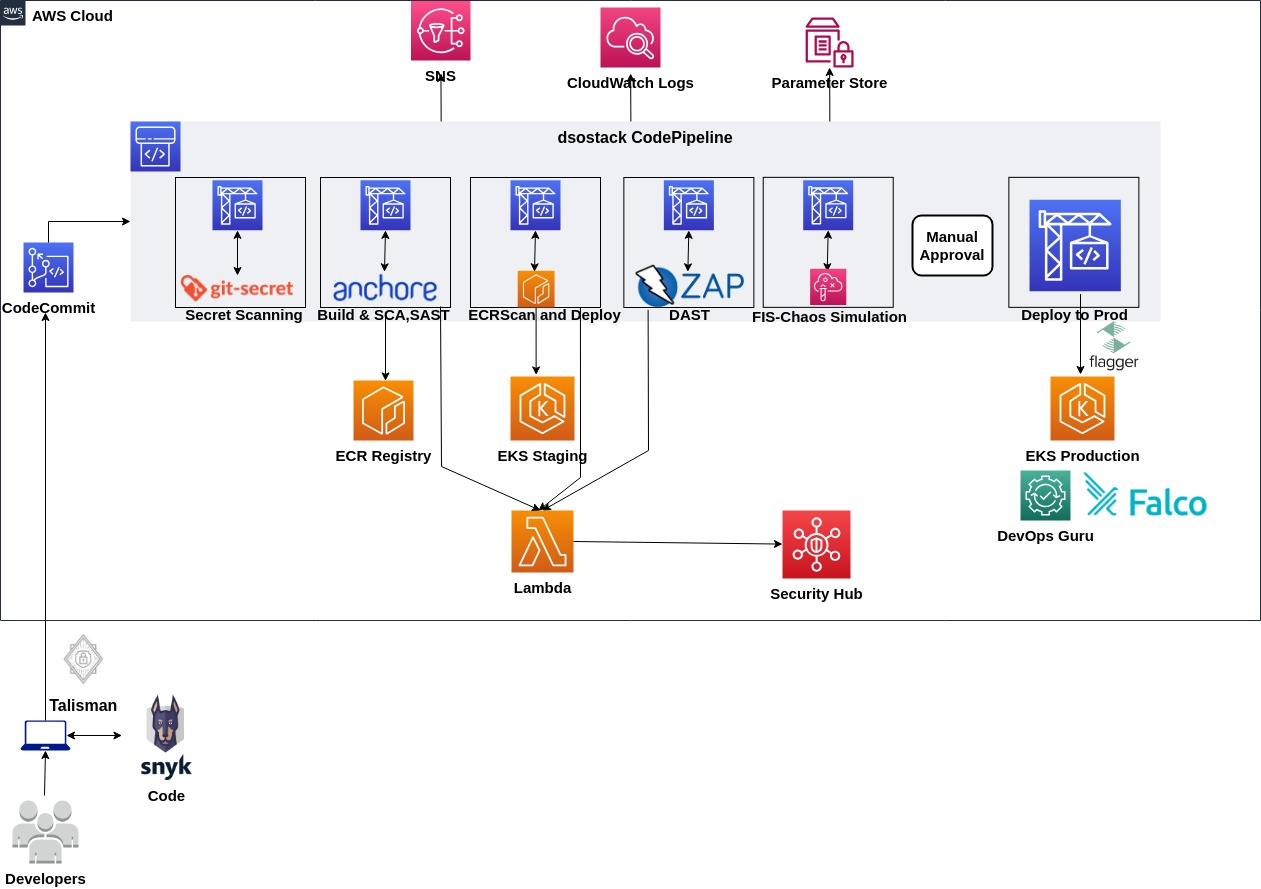 aws
AWS Cloud
SNS
CloudWatch Logs
Parameter Store
dsostack CodePipeline
git-secret
Secret Scanning
anchore
Build & SCA,SAST
ECRScan and Deploy
ZAP
DAST
FIS-Chaos Simulation
Manual
Approval
Deploy to Prod
flagger
CodeCommit
ECR Registry
K
EKS Staging
K
EKS Production
DevOps Guru
Falco
Lambda
Security Hub
Talisman
snyk
Code
Developers